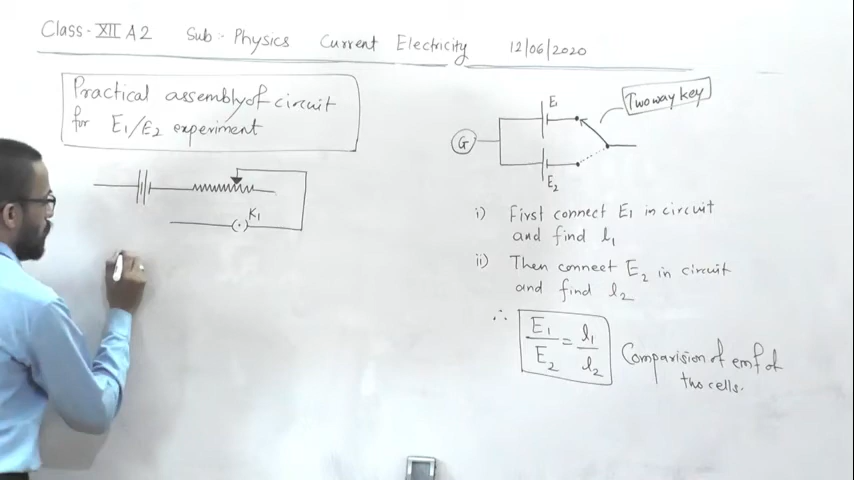 Class- XII A2 Sub:- Physics Current Electricity 12/06/2020
Practical assembly of circuit
for E1/E2 experiment
K1
G
E1
E2
Two way key
i) First connect E1 in circuit
and find l1
ii) Then connect E2 in circuit
and find l2
∴ E1/E2 = l1/l2
Comparision of emf of
two cells.